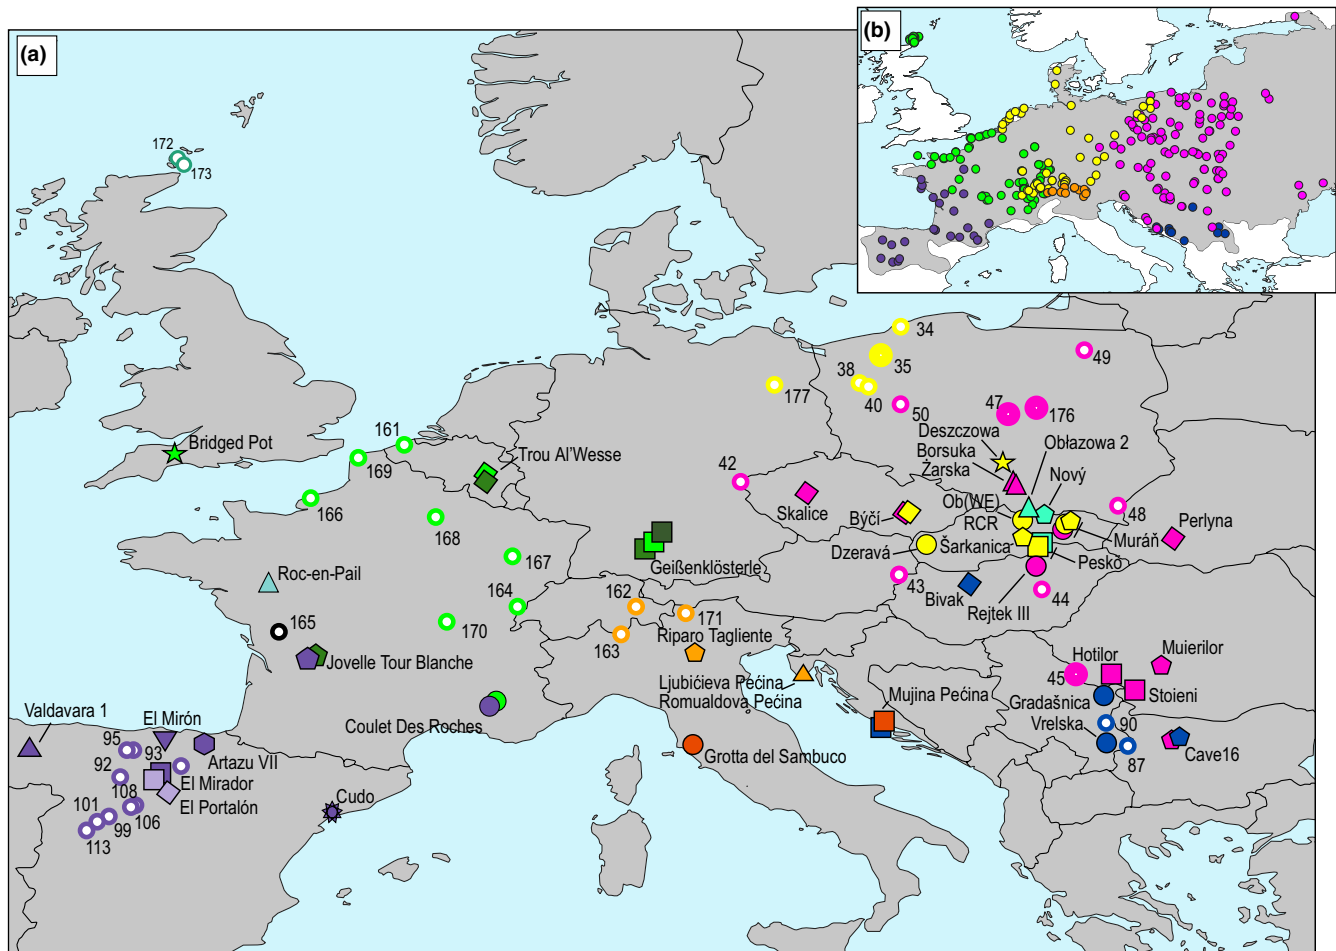 (a)
(b)
172
173
34
35
38
40
177
49
50
47
176
Deszczowa
Borsuka
Żarska
Obłazowa 2
Nový
Ob(WE)
RCR
Bridged Pot
161
169
166
Trou Al'Wesse
168
167
42
Skalice
Býčí
Dzeravá
Šarkanica
48
Perlyna
Muráň
Peskö
Rejtek III
44
43
Bivak
Geißenklösterle
Roc-en-Pail
164
162
163
171
170
165
Jovelle Tour Blanche
Riparo Tagliente
Ljubićieva Pećina
Romualdova Pećina
Hotilor
Muierilor
45
Stoieni
Gradašnica
Vrelska
90
87
Cave16
Mujina Pećina
Grotta del Sambuco
Coulet Des Roches
Valdavara 1
El Mirón
95
93
92
Artazu VII
El Mirador
108
El Portalón
101
106
99
113
Cudo